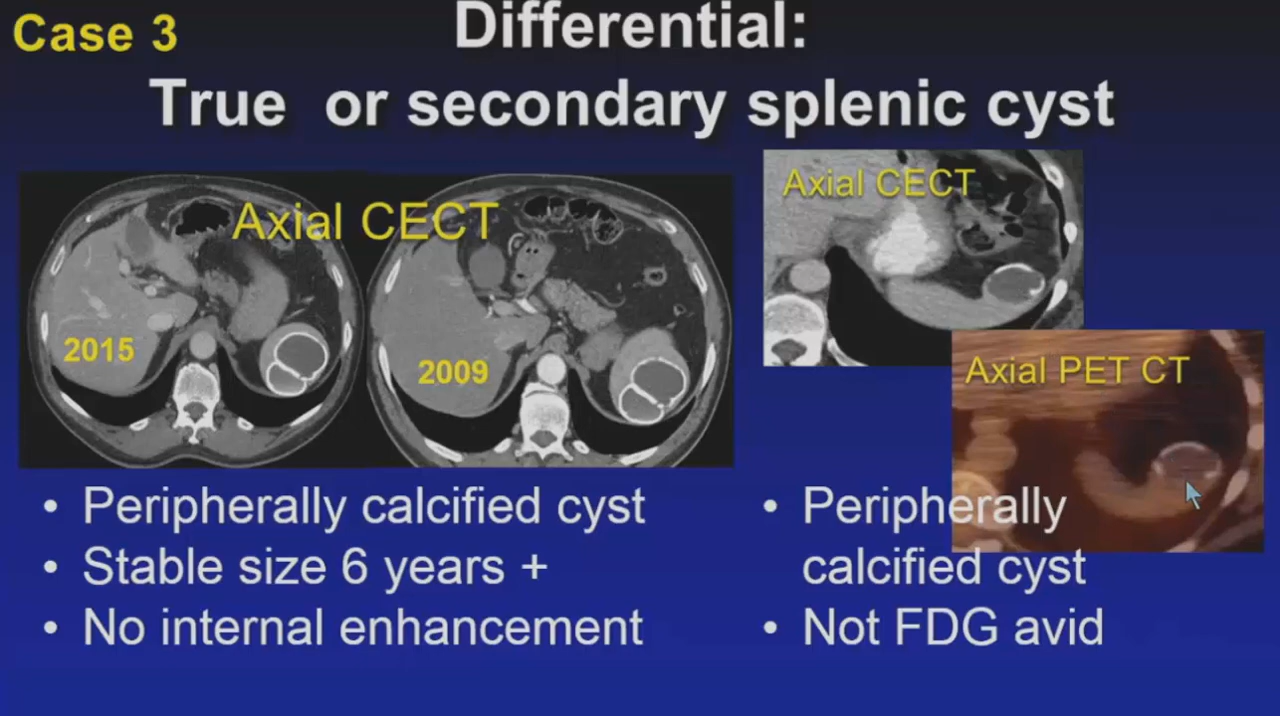 Case 3
Differential:
True or secondary splenic cyst
Axial CECT
2015
2009
Axial CECT
Axial PET CT
• Peripherally calcified cyst
• Stable size 6 years +
• No internal enhancement
• Peripherally
calcified cyst
• Not FDG avid